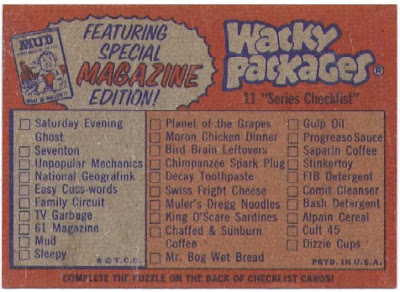 MUD
FEATURING
SPECIAL
MAGAZINE
EDITION!
Wacky
Packages®
11 "Series Checklist"
Saturday Evening
Ghost
Seventon
Unpopular Mechanics
National Geografink
Easy Cuss-words
Family Circuit
TV Garbage
61 Magazine
Mud
Sleepy
© T.C.G.
Planet of the Grapes
Moron Chicken Dinner
Bird Brain Leftovers
Chimpanzee Spark Plug
Decay Toothpaste
Swiss Fright Cheese
Muler's Dregg Noodles
King O'Scare Sardines
Chaffed & Sunburn
Coffee
Mr. Bog Wet Bread
Gulp Oil
Progreaso Sauce
Saparin Coffee
Stinkertoy
FIB Detergent
Comit Cleanser
Bash Detergent
Alpain Cereal
Cult 45
Dizzie Cups
PRTD. IN U.S.A.
COMPLETE THE PUZZLE ON THE BACK OF CHECKLIST CARDS!